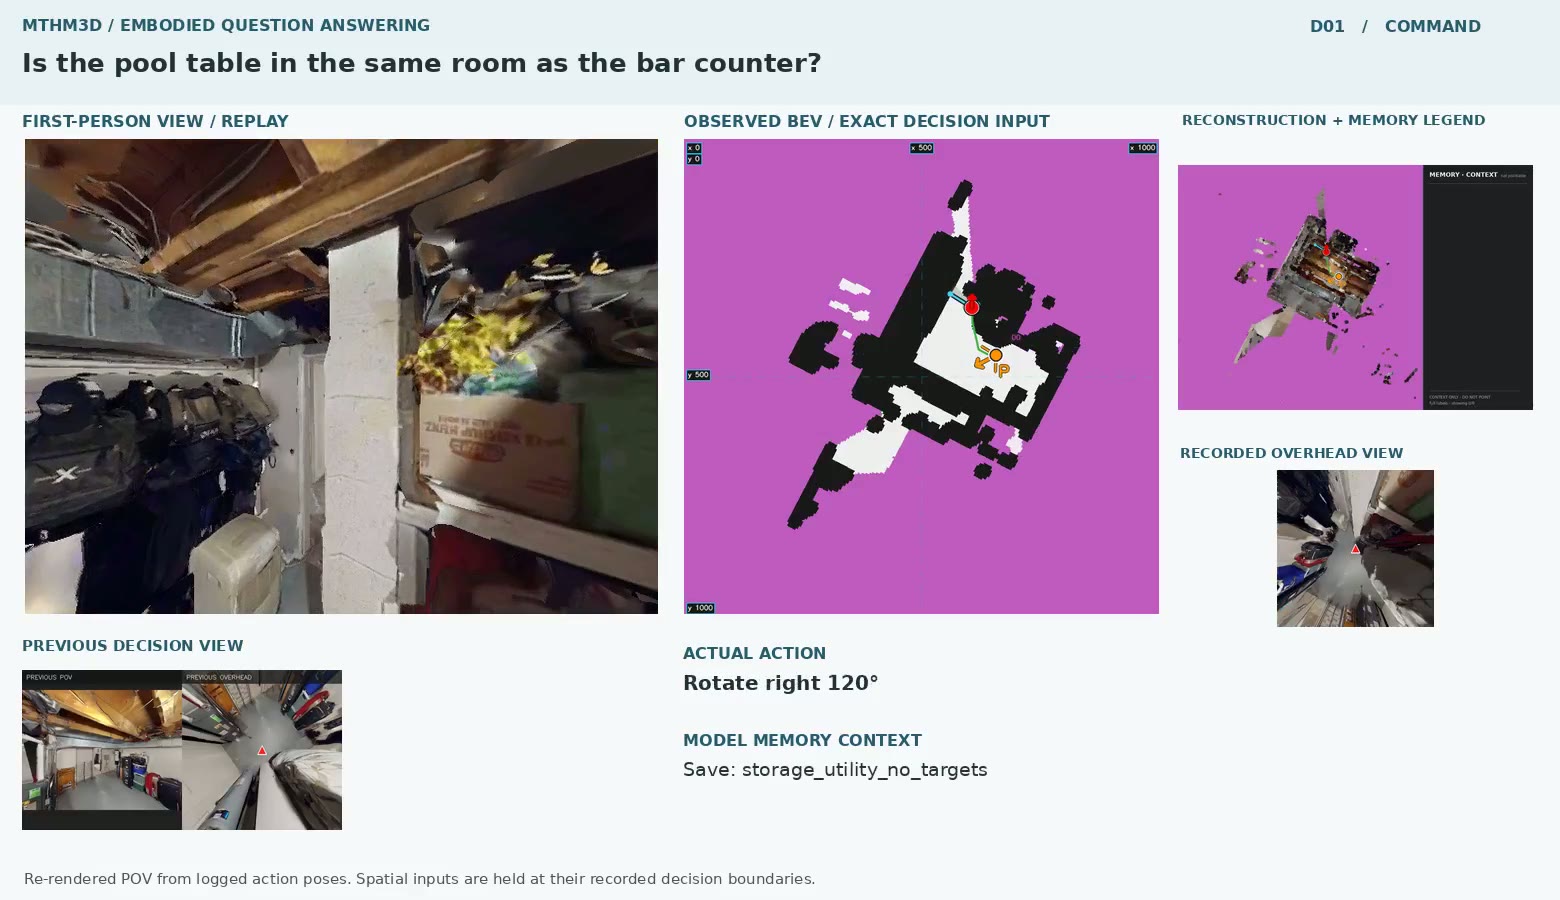 MTHM3D / EMBODIED QUESTION ANSWERING
D01 / COMMAND
Is the pool table in the same room as the bar counter?
FIRST-PERSON VIEW / REPLAY
OBSERVED BEV / EXACT DECISION INPUT
RECONSTRUCTION + MEMORY LEGEND
x 0
y 0
x 500
x 1000
y 500
y 1000
IP
MEMORY · CONTEXT
RECORDED OVERHEAD VIEW
PREVIOUS DECISION VIEW
PREVIOUS POV
PREVIOUS OVERHEAD
ACTUAL ACTION
Rotate right 120°
MODEL MEMORY CONTEXT
Save: storage_utility_no_targets
Re-rendered POV from logged action poses. Spatial inputs are held at their recorded decision boundaries.